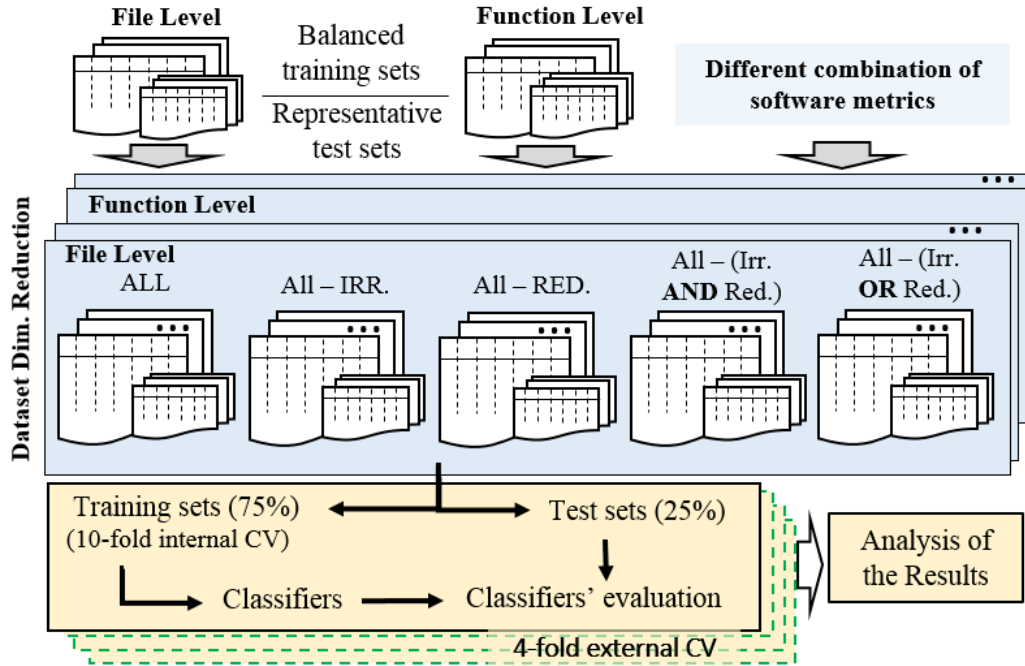 File Level
Balanced
training sets
Representative
test sets
Function Level
Different combination of
software metrics
Dataset Dim. Reduction
...
Function Level
...
File Level
ALL
All – IRR.
All – RED.
All – (Irr.
AND Red.)
All – (Irr.
OR Red.)
...
...
...
...
...
Training sets (75%)
(10-fold internal CV)
Test sets (25%)
Classifiers
Classifiers’ evaluation
4-fold external CV
Analysis of
the Results